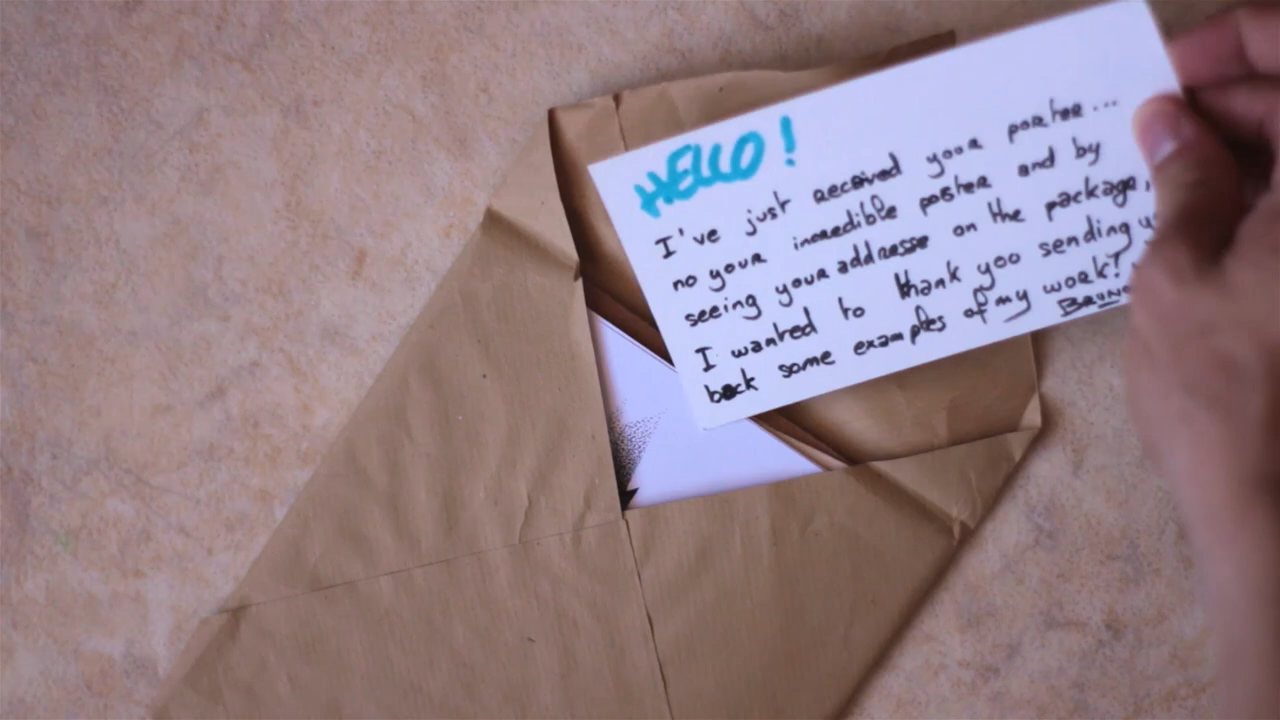 HELLO!
I've just received your poster...
no your incredible poster and by
seeing your addresse on the package,
I wanted to thank you sending
back some examples of my work!